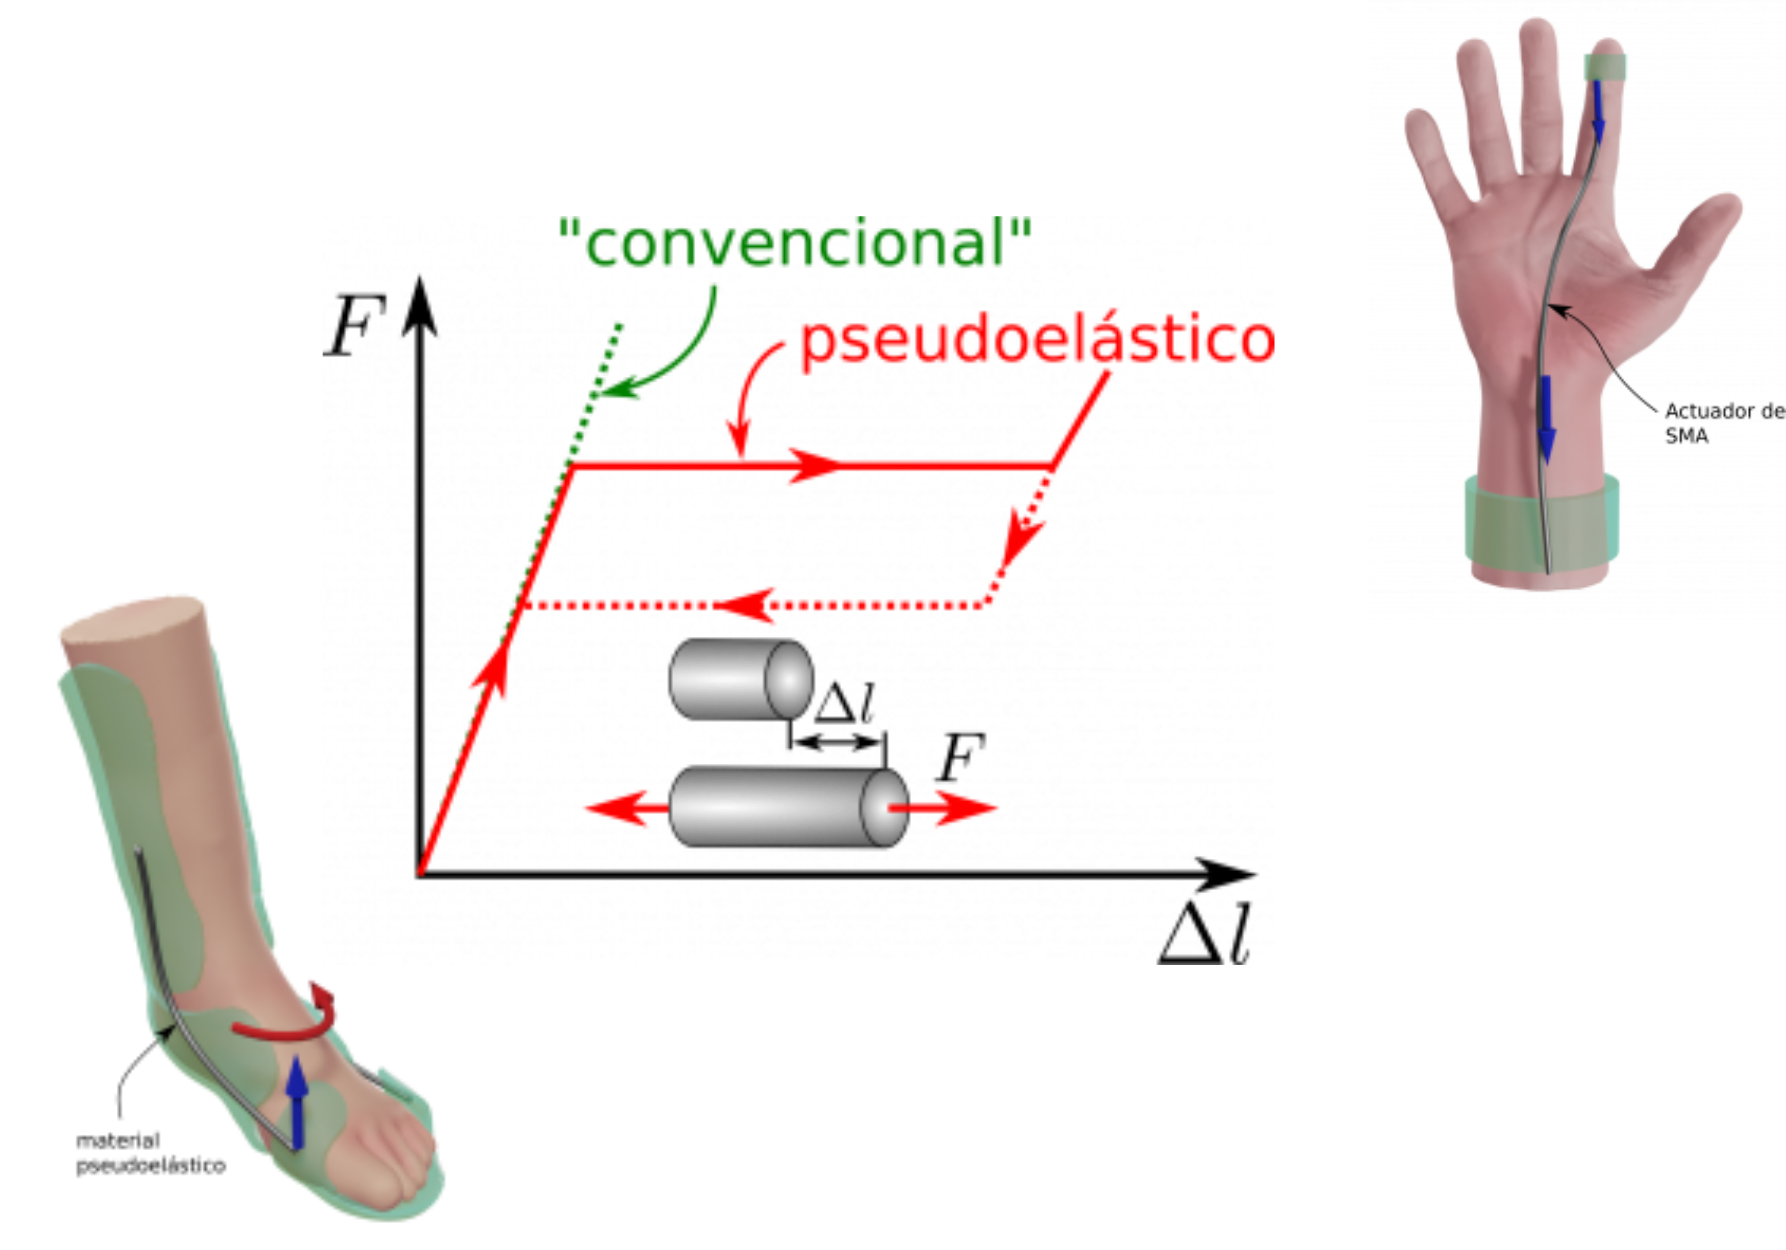 "convencional"
F
pseudoelástico
Δl
F
Δl
Actuador de
SMA
material
pseudoelástico